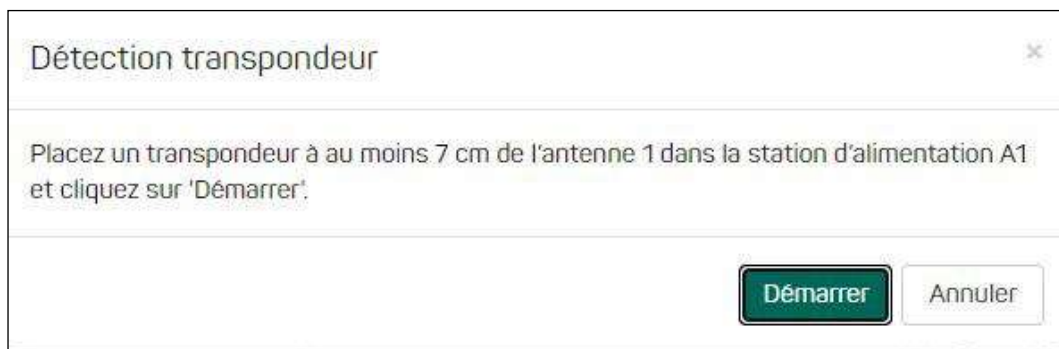 Détection transpondeur
×
Placez un transpondeur à au moins 7 cm de l'antenne 1 dans la station d'alimentation A1
et cliquez sur 'Démarrer'.
Démarrer Annuler